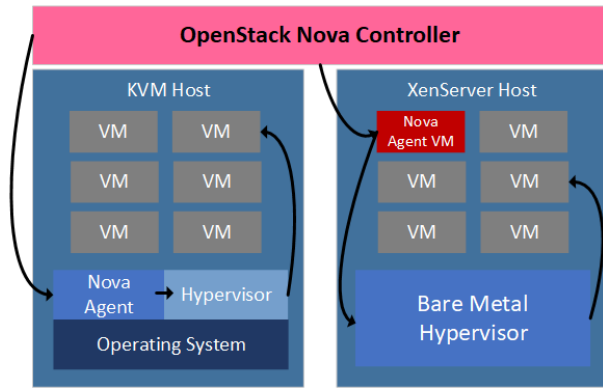 OpenStack Nova Controller
KVM Host
VM VM
VM VM
VM VM
Nova
Agent
Hypervisor
Operating System
XenServer Host
Nova
Agent VM
VM
VM VM
VM VM
Bare Metal
Hypervisor